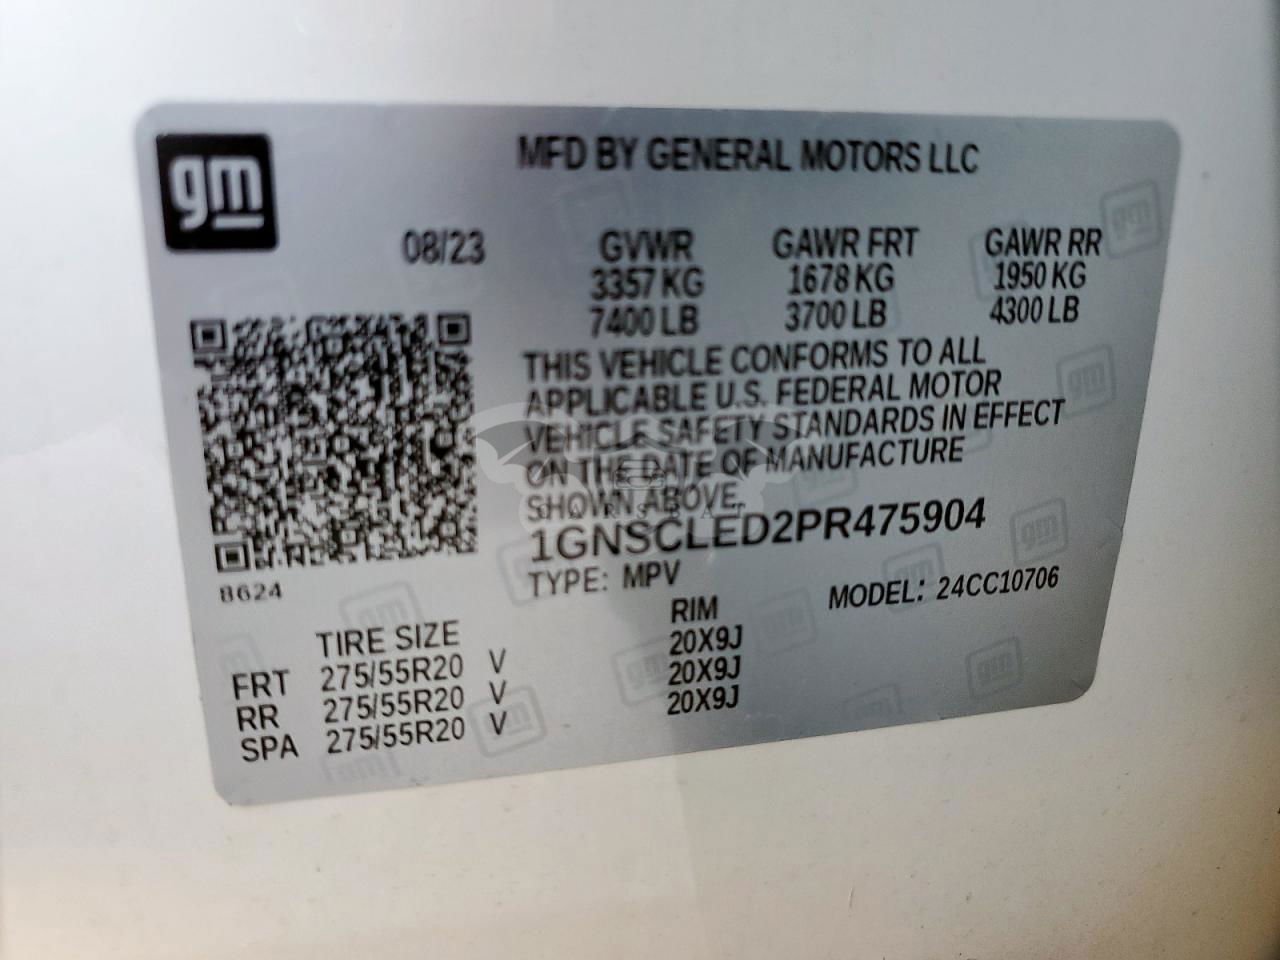 gm
MFD BY GENERAL MOTORS LLC
08/23 GVWR GAWR FRT GAWR RR
3357 KG 1678 KG 1950 KG
7400 LB 3700 LB 4300 LB
THIS VEHICLE CONFORMS TO ALL
APPLICABLE U.S. FEDERAL MOTOR
VEHICLE SAFETY STANDARDS IN EFFECT
ON THE DATE OF MANUFACTURE
SHOWN ABOVE.
1GNSCLED2PR475904
8624
TYPE: MPV MODEL: 24CC10706
TIRE SIZE RIM
FRT 275/55R20 V 20X9J
RR 275/55R20 V 20X9J
SPA 275/55R20 V 20X9J